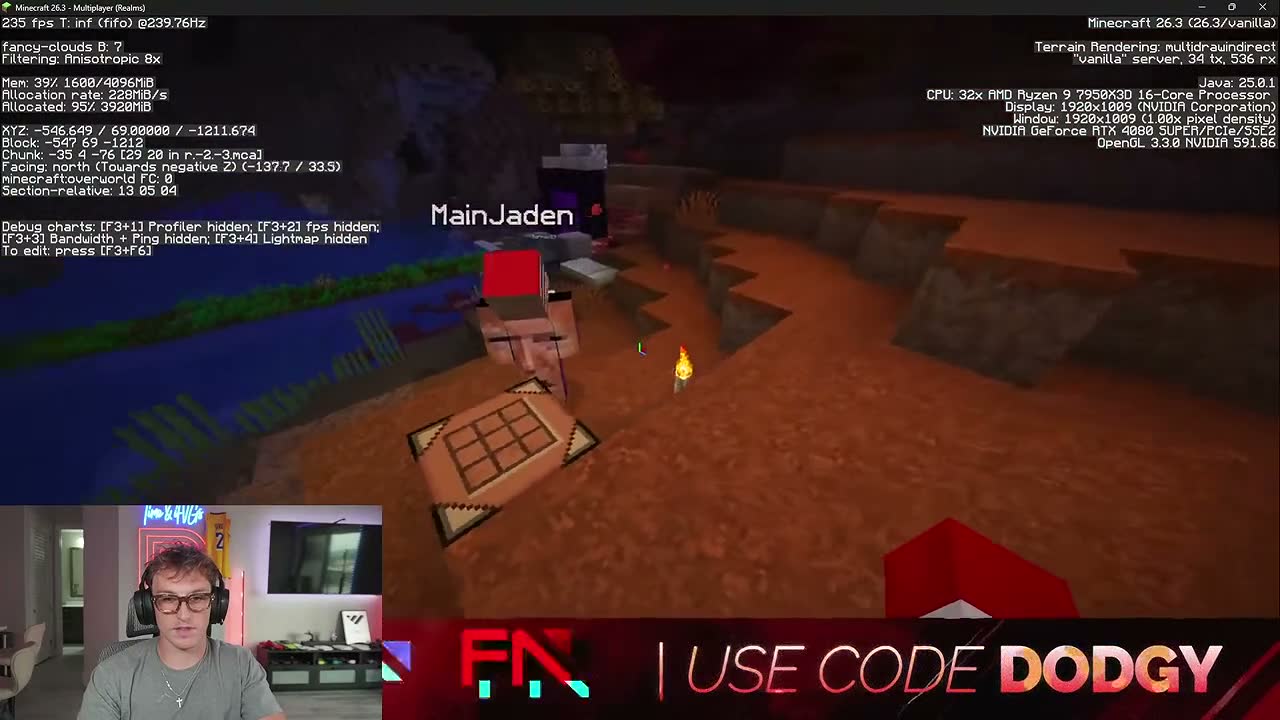 Minecraft 26.3 - Multiplayer (Realms)
235 fps T: inf (fifo) @239.76Hz
fancy-clouds B: 7
Filtering: Anisotropic 8x
Mem: 39% 1600/4096MiB
Allocation rate: 228MiB/s
Allocated: 95% 3920MiB
XYZ: -546.649 / 69.00000 / -1211.674
Block: -547 69 -1212
Chunk: -35 4 -76 [29 20 in r.-2.-3.mca]
Facing: north (Towards negative Z) (-137.7 / 33.5)
minecraft:overworld FC: 0
Section-relative: 13 05 04
Debug charts: [F3+1] Profiler hidden; [F3+2] fps hidden;
[F3+3] Bandwidth + Ping hidden; [F3+4] Lightmap hidden
To edit: press [F3+F6]
Minecraft 26.3 (26.3/vanilla)
Terrain Rendering: multidrawindirect
"vanilla" server, 34 tx, 536 rx
Java: 25.0.1
CPU: 32x AMD Ryzen 9 7950X3D 16-Core Processor
Display: 1920x1009 (NVIDIA Corporation)
Window: 1920x1009 (1.00x pixel density)
NVIDIA GeForce RTX 4080 SUPER/PCIe/SSE2
OpenGL 3.3.0 NVIDIA 591.86
MainJaden
2
FN
| USE CODE DODGY